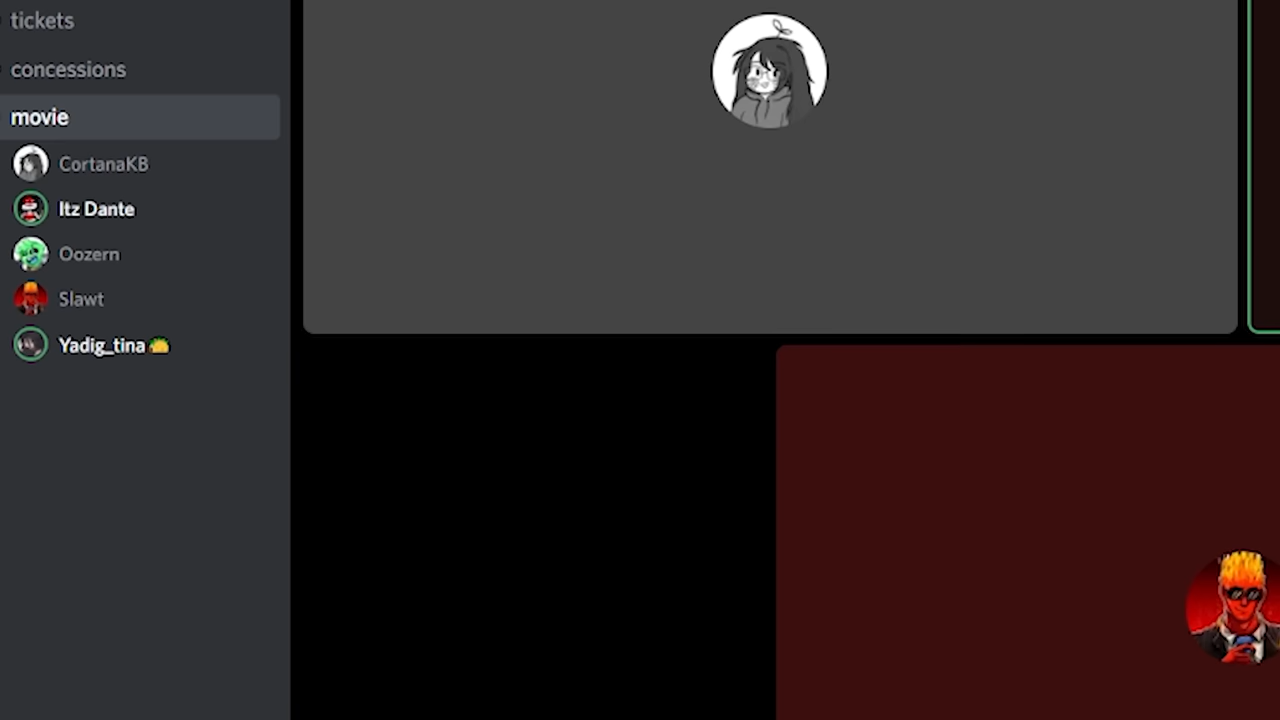 tickets
concessions
movie
CortanaKB
Itz Dante
Oozern
Slawt
Yadig_tina🌮